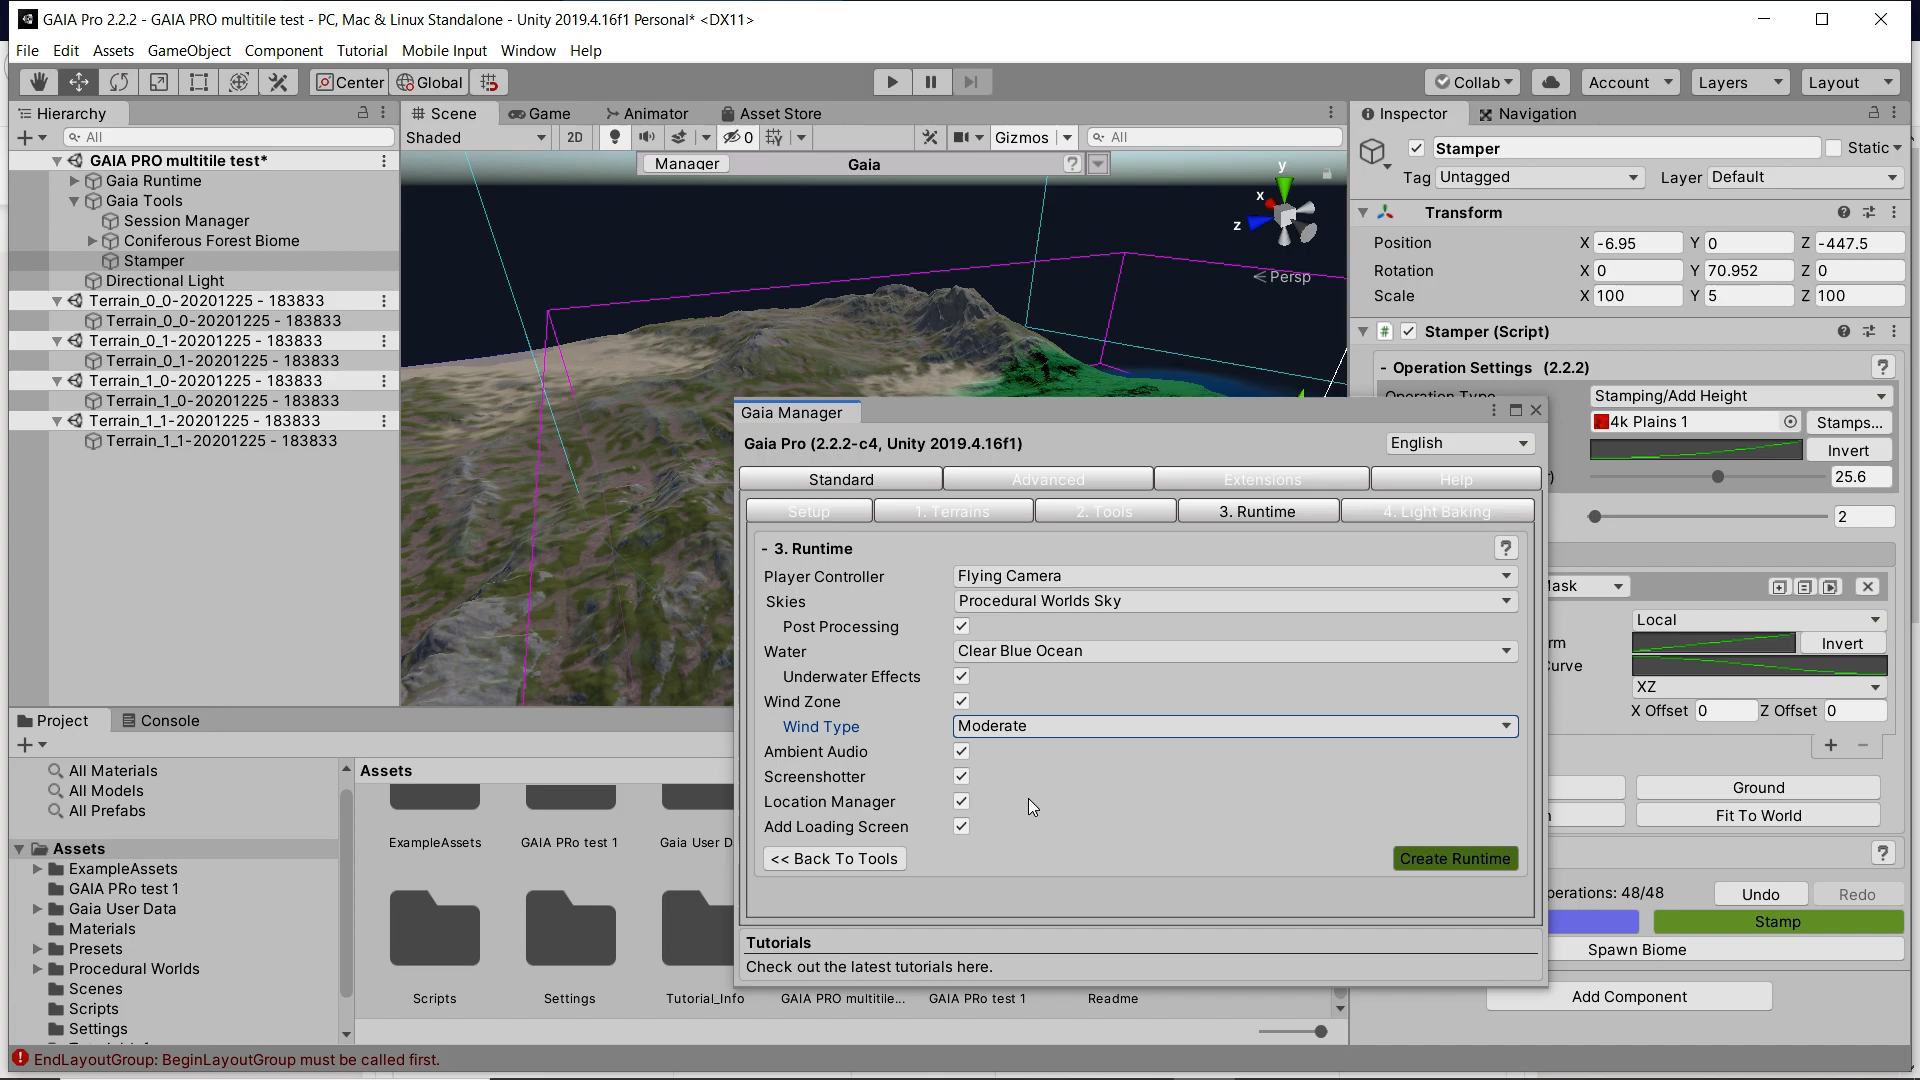 GAIA Pro 2.2.2 - GAIA PRO multitile test - PC, Mac & Linux Standalone - Unity 2019.4.16f1 Personal* <DX11>
File Edit Assets GameObject Component Tutorial Mobile Input Window Help
Center Global Collab Account Layers Layout
Hierarchy
All
GAIA PRO multitile test*
Gaia Runtime
Gaia Tools
Session Manager
Coniferous Forest Biome
Stamper
Directional Light
Terrain_0_0-20201225 - 183833
Terrain_0_0-20201225 - 183833
Terrain_0_1-20201225 - 183833
Terrain_0_1-20201225 - 183833
Terrain_1_0-20201225 - 183833
Terrain_1_0-20201225 - 183833
Terrain_1_1-20201225 - 183833
Terrain_1_1-20201225 - 183833
Scene Game Animator Asset Store
Shaded 2D 0 Gizmos All
Manager Gaia ?
y
x
z
Persp
Inspector Navigation
Stamper Static
Tag Untagged Layer Default
Transform
Position X -6.95 Y 0 Z -447.5
Rotation X 0 Y 70.952 Z 0
Scale X 100 Y 5 Z 100
# Stamper (Script)
- Operation Settings (2.2.2) ?
Operation Type Stamping/Add Height
4k Plains 1 Stamps...
Invert
) 25.6
2
Mask
Local
rm Invert
Curve
XZ
X Offset 0 Z Offset 0
+ −
Ground
Fit To World
?
perations: 48/48 Undo Redo
Stamp
Spawn Biome
Add Component
Gaia Manager
Gaia Pro (2.2.2-c4, Unity 2019.4.16f1) English
Standard Advanced Extensions Help
Setup 1. Terrains 2. Tools 3. Runtime 4. Light Baking
- 3. Runtime ?
Player Controller Flying Camera
Skies Procedural Worlds Sky
Post Processing
Water Clear Blue Ocean
Underwater Effects
Wind Zone
Wind Type Moderate
Ambient Audio
Screenshotter
Location Manager
Add Loading Screen
<< Back To Tools Create Runtime
Tutorials
Check out the latest tutorials here.
Project Console
All Materials
All Models
All Prefabs
Assets
ExampleAssets
GAIA PRo test 1
Gaia User Data
Materials
Presets
Procedural Worlds
Scenes
Scripts
Settings
Assets
ExampleAssets GAIA PRo test 1 Gaia User D
Scripts Settings Tutorial_Info GAIA PRO multitile... GAIA PRo test 1 Readme
EndLayoutGroup: BeginLayoutGroup must be called first.